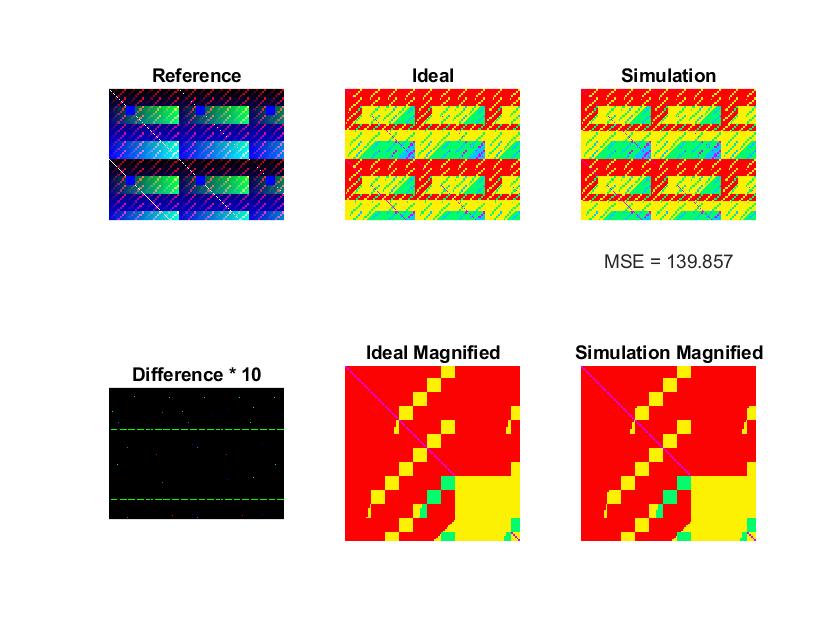 Reference
Ideal
Simulation
MSE = 139.857
Difference * 10
Ideal Magnified
Simulation Magnified